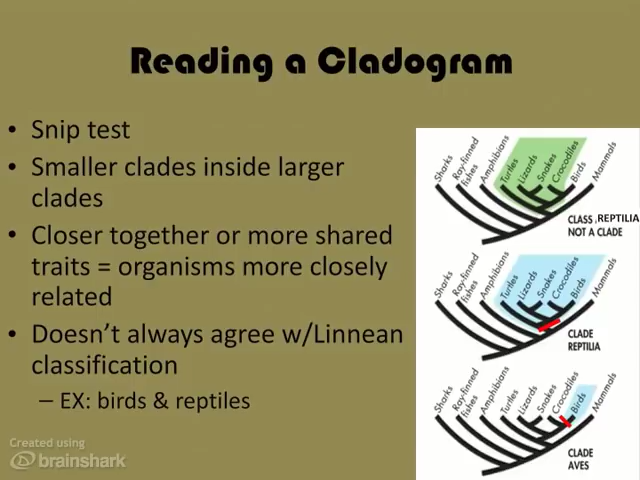 Reading a Cladogram
• Snip test
• Smaller clades inside larger
clades
• Closer together or more shared
traits = organisms more closely
related
• Doesn't always agree w/Linnean
classification
– EX: birds & reptiles
Sharks
Ray-finned
fishes
Amphibians
Turtles
Lizards
Snakes
Crocodiles
Birds
Mammals
CLASS , REPTILIA
NOT A CLADE
Sharks
Ray-finned
fishes
Amphibians
Turtles
Lizards
Snakes
Crocodiles
Birds
Mammals
CLADE
REPTILIA
Sharks
Ray-finned
fishes
Amphibians
Turtles
Lizards
Snakes
Crocodiles
Birds
Mammals
CLADE
AVES
Created using
brainshark